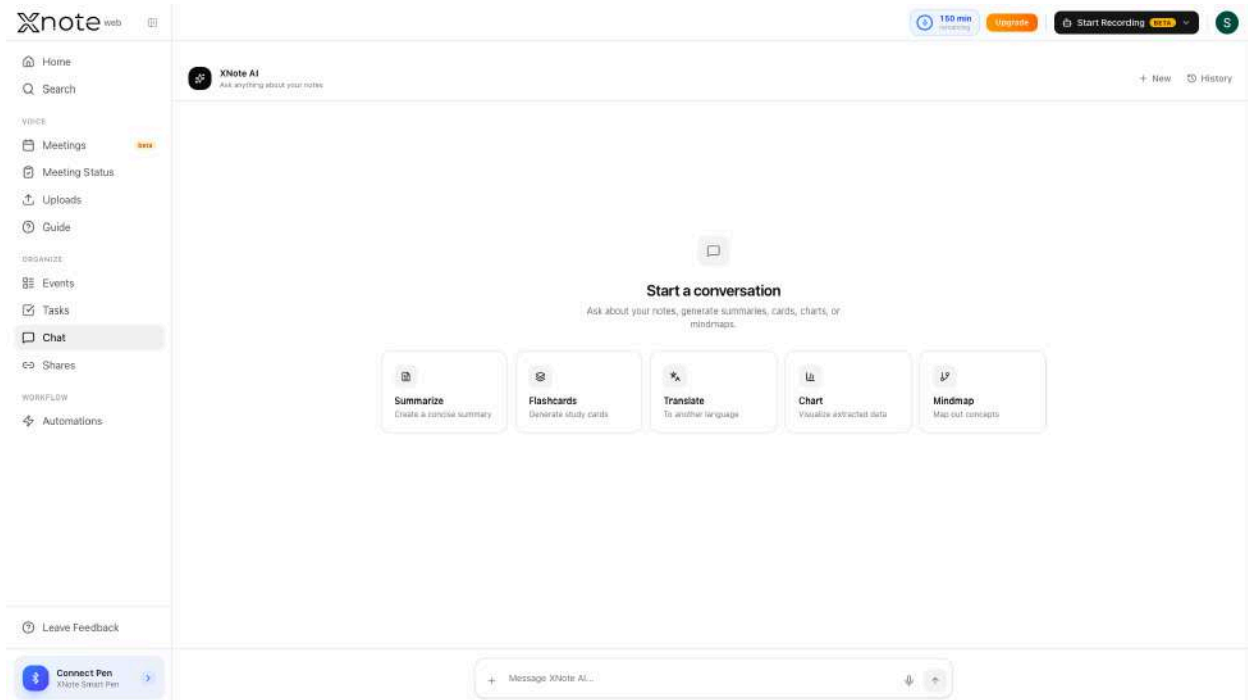 Xnote web
150 min
remaining
Upgrade
Start Recording BETA
S
Home
Search
XNote AI
Ask anything about your notes
+ New
History
VOICE
Meetings beta
Meeting Status
Uploads
Guide
ORGANIZE
Events
Tasks
Chat
Shares
WORKFLOW
Automations
Start a conversation
Ask about your notes, generate summaries, cards, charts, or
mindmaps.
Summarize
Create a concise summary
Flashcards
Generate study cards
Translate
To another language
Chart
Visualize extracted data
Mindmap
Map out concepts
Leave Feedback
Connect Pen
XNote Smart Pen
Message XNote AI...